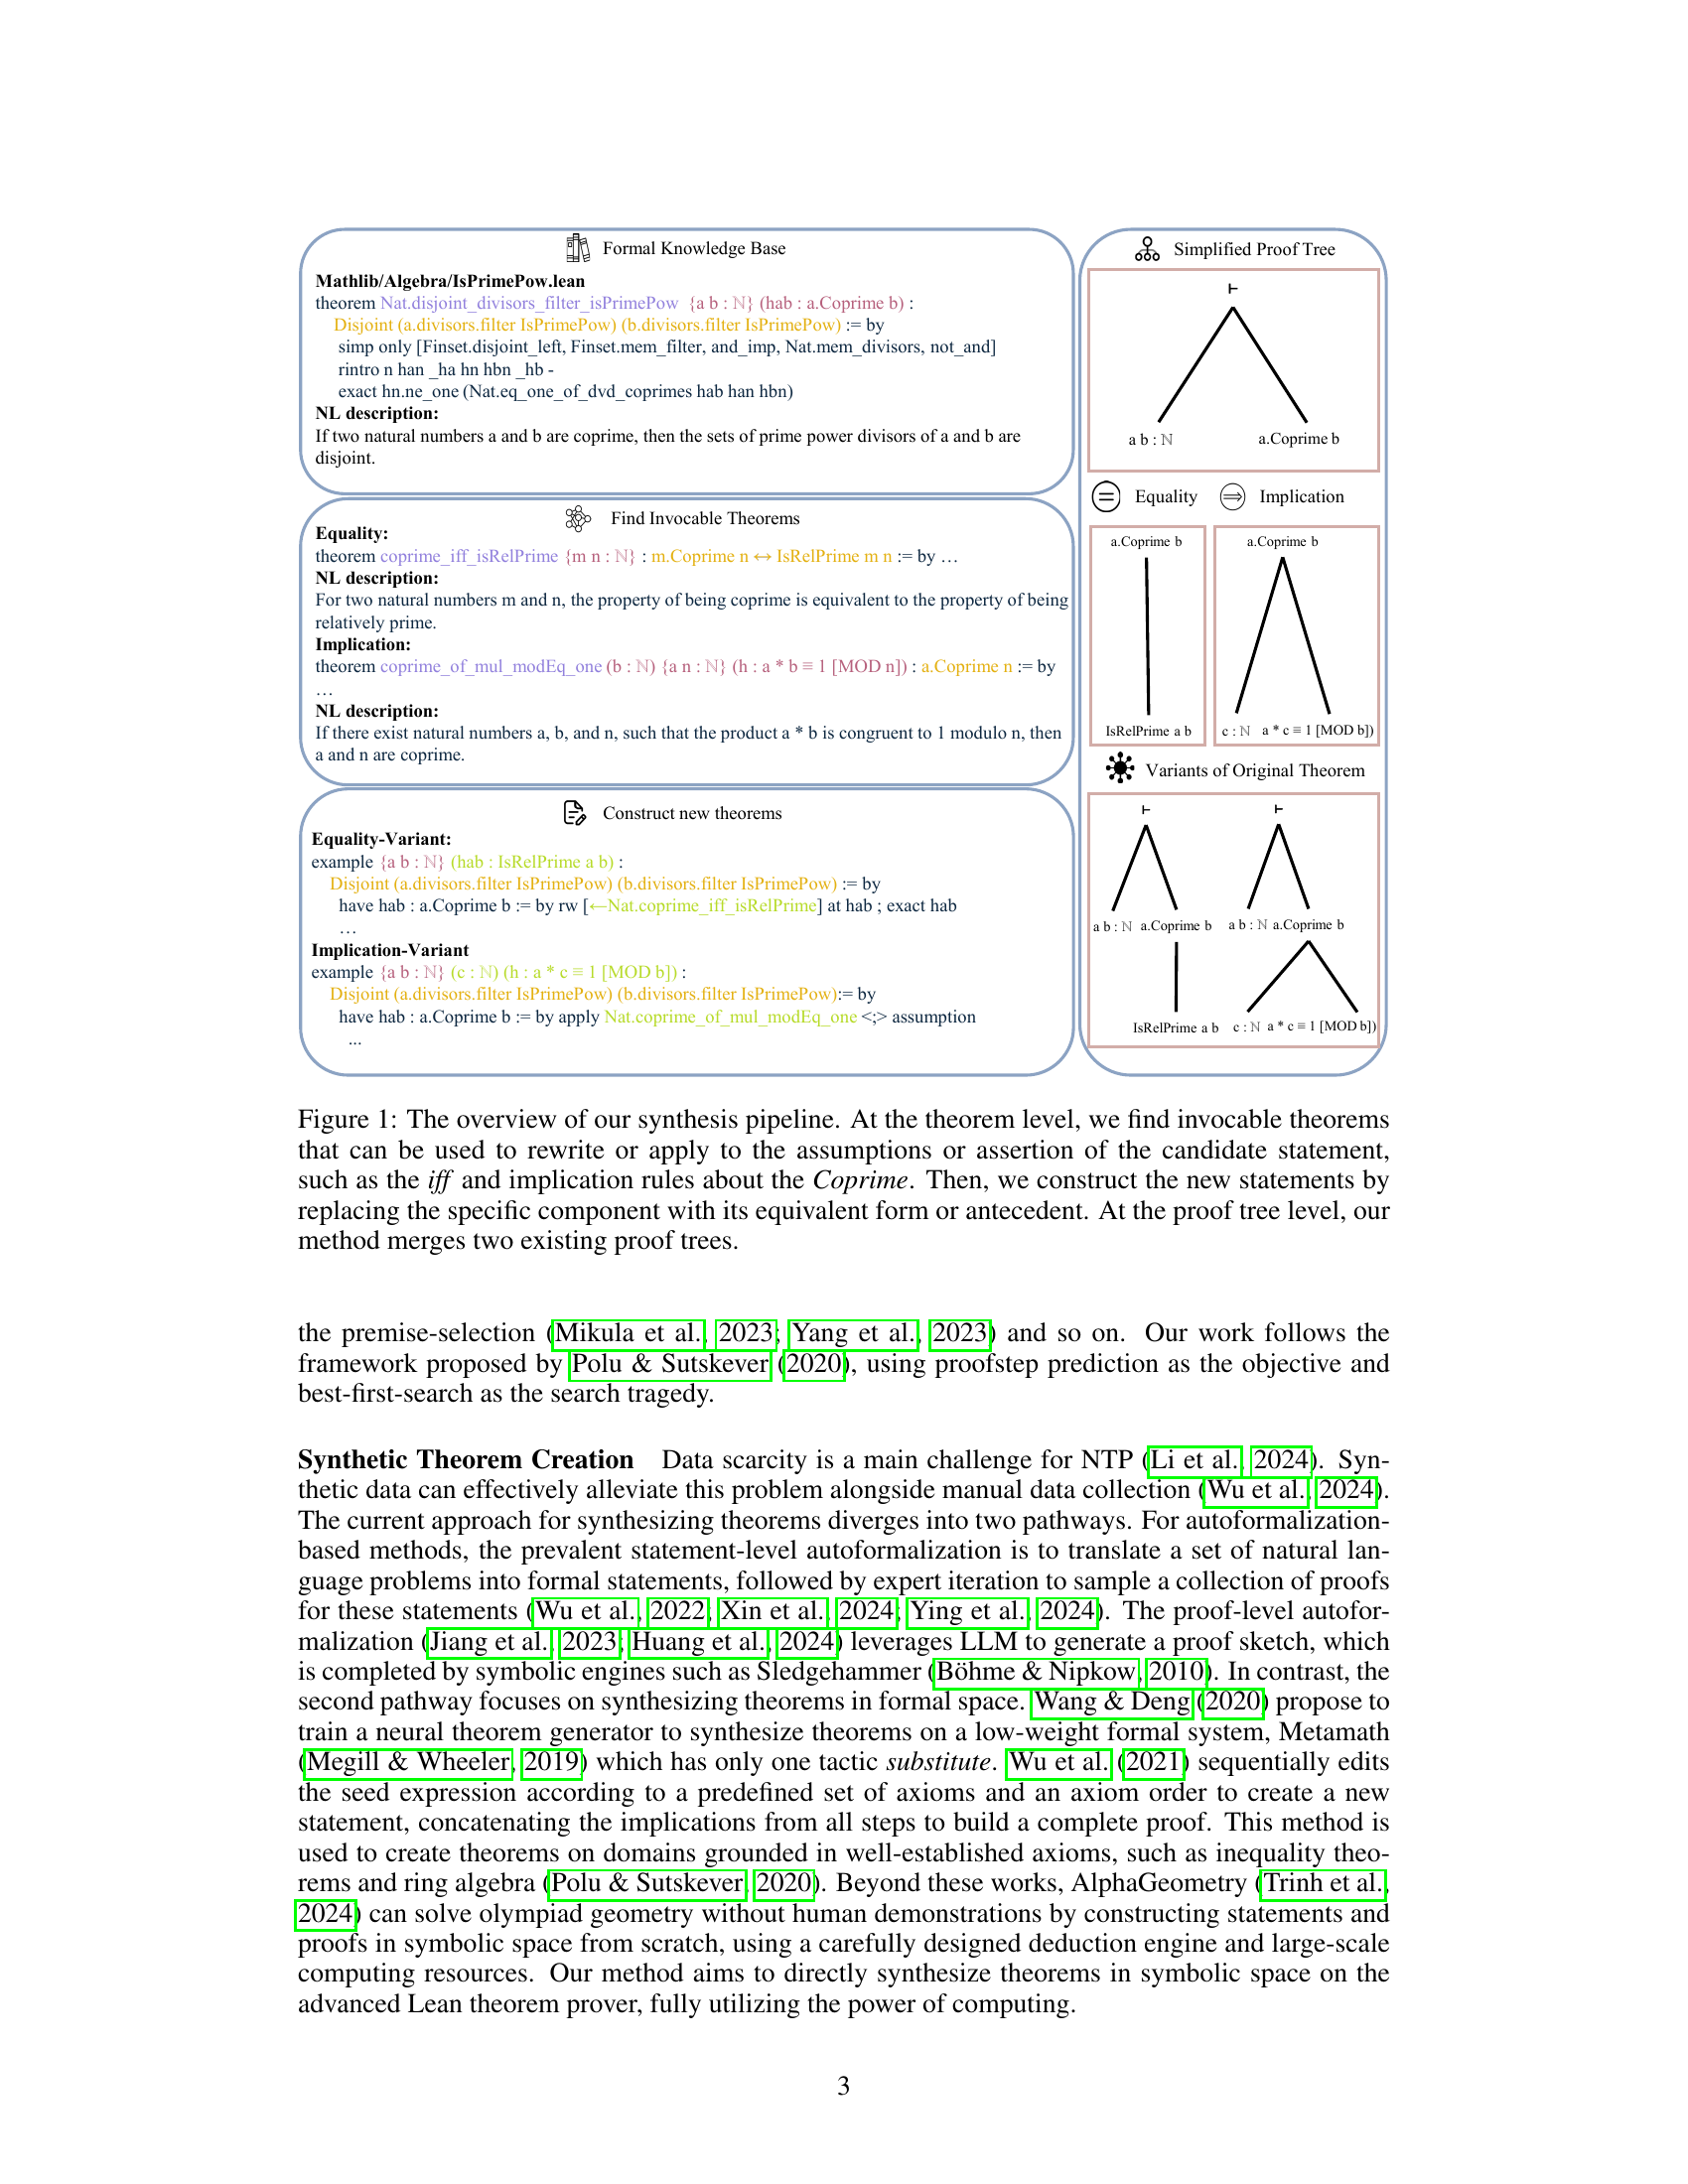 Formal Knowledge Base
Mathlib/Algebra/IsPrimePow.lean
theorem Nat.disjoint_divisors_filter_isPrimePow {a b : ℕ} (hab : a.Coprime b) :
Disjoint (a.divisors.filter IsPrimePow) (b.divisors.filter IsPrimePow) := by
simp only [Finset.disjoint_left, Finset.mem_filter, and_imp, Nat.mem_divisors, not_and]
rintro n han _ha hn hbn _hb -
exact hn.ne_one (Nat.eq_one_of_dvd_coprimes hab han hbn)
NL description:
If two natural numbers a and b are coprime, then the sets of prime power divisors of a and b are
disjoint.
Find Invocable Theorems
Equality:
theorem coprime_iff_isRelPrime {m n : ℕ} : m.Coprime n ↔ IsRelPrime m n := by …
NL description:
For two natural numbers m and n, the property of being coprime is equivalent to the property of being
relatively prime.
Implication:
theorem coprime_of_mul_modEq_one (b : ℕ) {a n : ℕ} (h : a * b ≡ 1 [MOD n]) : a.Coprime n := by
…
NL description:
If there exist natural numbers a, b, and n, such that the product a * b is congruent to 1 modulo n, then
a and n are coprime.
Construct new theorems
Equality-Variant:
example {a b : ℕ} (hab : IsRelPrime a b) :
Disjoint (a.divisors.filter IsPrimePow) (b.divisors.filter IsPrimePow) := by
have hab : a.Coprime b := by rw [←Nat.coprime_iff_isRelPrime] at hab ; exact hab
…
Implication-Variant
example {a b : ℕ} (c : ℕ) (h : a * c ≡ 1 [MOD b]) :
Disjoint (a.divisors.filter IsPrimePow) (b.divisors.filter IsPrimePow):= by
have hab : a.Coprime b := by apply Nat.coprime_of_mul_modEq_one <;> assumption
...
Simplified Proof Tree
⊢
a b : ℕ a.Coprime b
Equality Implication
a.Coprime b a.Coprime b
IsRelPrime a b c : ℕ a * c ≡ 1 [MOD b])
Variants of Original Theorem
⊢ ⊢
a b : ℕ a.Coprime b a b : ℕ a.Coprime b
IsRelPrime a b c : ℕ a * c ≡ 1 [MOD b])
Figure 1: The overview of our synthesis pipeline. At the theorem level, we find invocable theorems
that can be used to rewrite or apply to the assumptions or assertion of the candidate statement,
such as the iff and implication rules about the Coprime. Then, we construct the new statements by
replacing the specific component with its equivalent form or antecedent. At the proof tree level, our
method merges two existing proof trees.
the premise-selection (Mikula et al., 2023; Yang et al., 2023) and so on. Our work follows the
framework proposed by Polu & Sutskever (2020), using proofstep prediction as the objective and
best-first-search as the search tragedy.
Synthetic Theorem Creation Data scarcity is a main challenge for NTP (Li et al., 2024). Syn-
thetic data can effectively alleviate this problem alongside manual data collection (Wu et al., 2024).
The current approach for synthesizing theorems diverges into two pathways. For autoformalization-
based methods, the prevalent statement-level autoformalization is to translate a set of natural lan-
guage problems into formal statements, followed by expert iteration to sample a collection of proofs
for these statements (Wu et al., 2022; Xin et al., 2024; Ying et al., 2024). The proof-level autofor-
malization (Jiang et al., 2023; Huang et al., 2024) leverages LLM to generate a proof sketch, which
is completed by symbolic engines such as Sledgehammer (Böhme & Nipkow, 2010). In contrast, the
second pathway focuses on synthesizing theorems in formal space. Wang & Deng (2020) propose to
train a neural theorem generator to synthesize theorems on a low-weight formal system, Metamath
(Megill & Wheeler, 2019) which has only one tactic substitute. Wu et al. (2021) sequentially edits
the seed expression according to a predefined set of axioms and an axiom order to create a new
statement, concatenating the implications from all steps to build a complete proof. This method is
used to create theorems on domains grounded in well-established axioms, such as inequality theo-
rems and ring algebra (Polu & Sutskever, 2020). Beyond these works, AlphaGeometry (Trinh et al.,
2024) can solve olympiad geometry without human demonstrations by constructing statements and
proofs in symbolic space from scratch, using a carefully designed deduction engine and large-scale
computing resources. Our method aims to directly synthesize theorems in symbolic space on the
advanced Lean theorem prover, fully utilizing the power of computing.
3